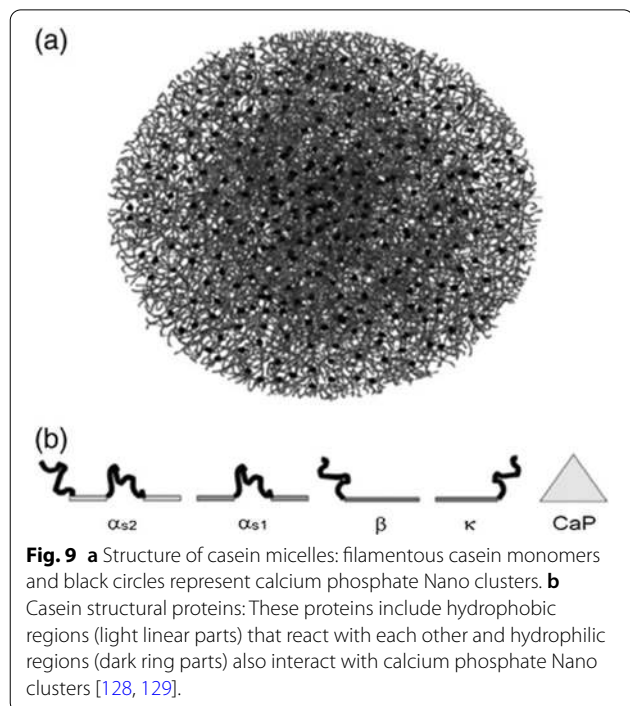 (a)
(b)
αs2 αs1 β κ CaP
Fig. 9 a Structure of casein micelles: filamentous casein monomers
and black circles represent calcium phosphate Nano clusters. b
Casein structural proteins: These proteins include hydrophobic
regions (light linear parts) that react with each other and hydrophilic
regions (dark ring parts) also interact with calcium phosphate Nano
clusters [128, 129].